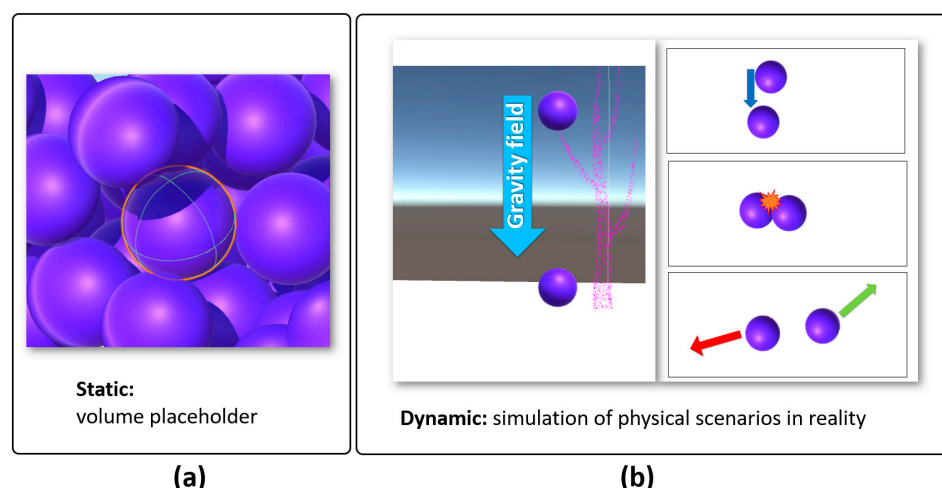 Static:
volume placeholder
(a)
Gravity field
Dynamic: simulation of physical scenarios in reality
(b)